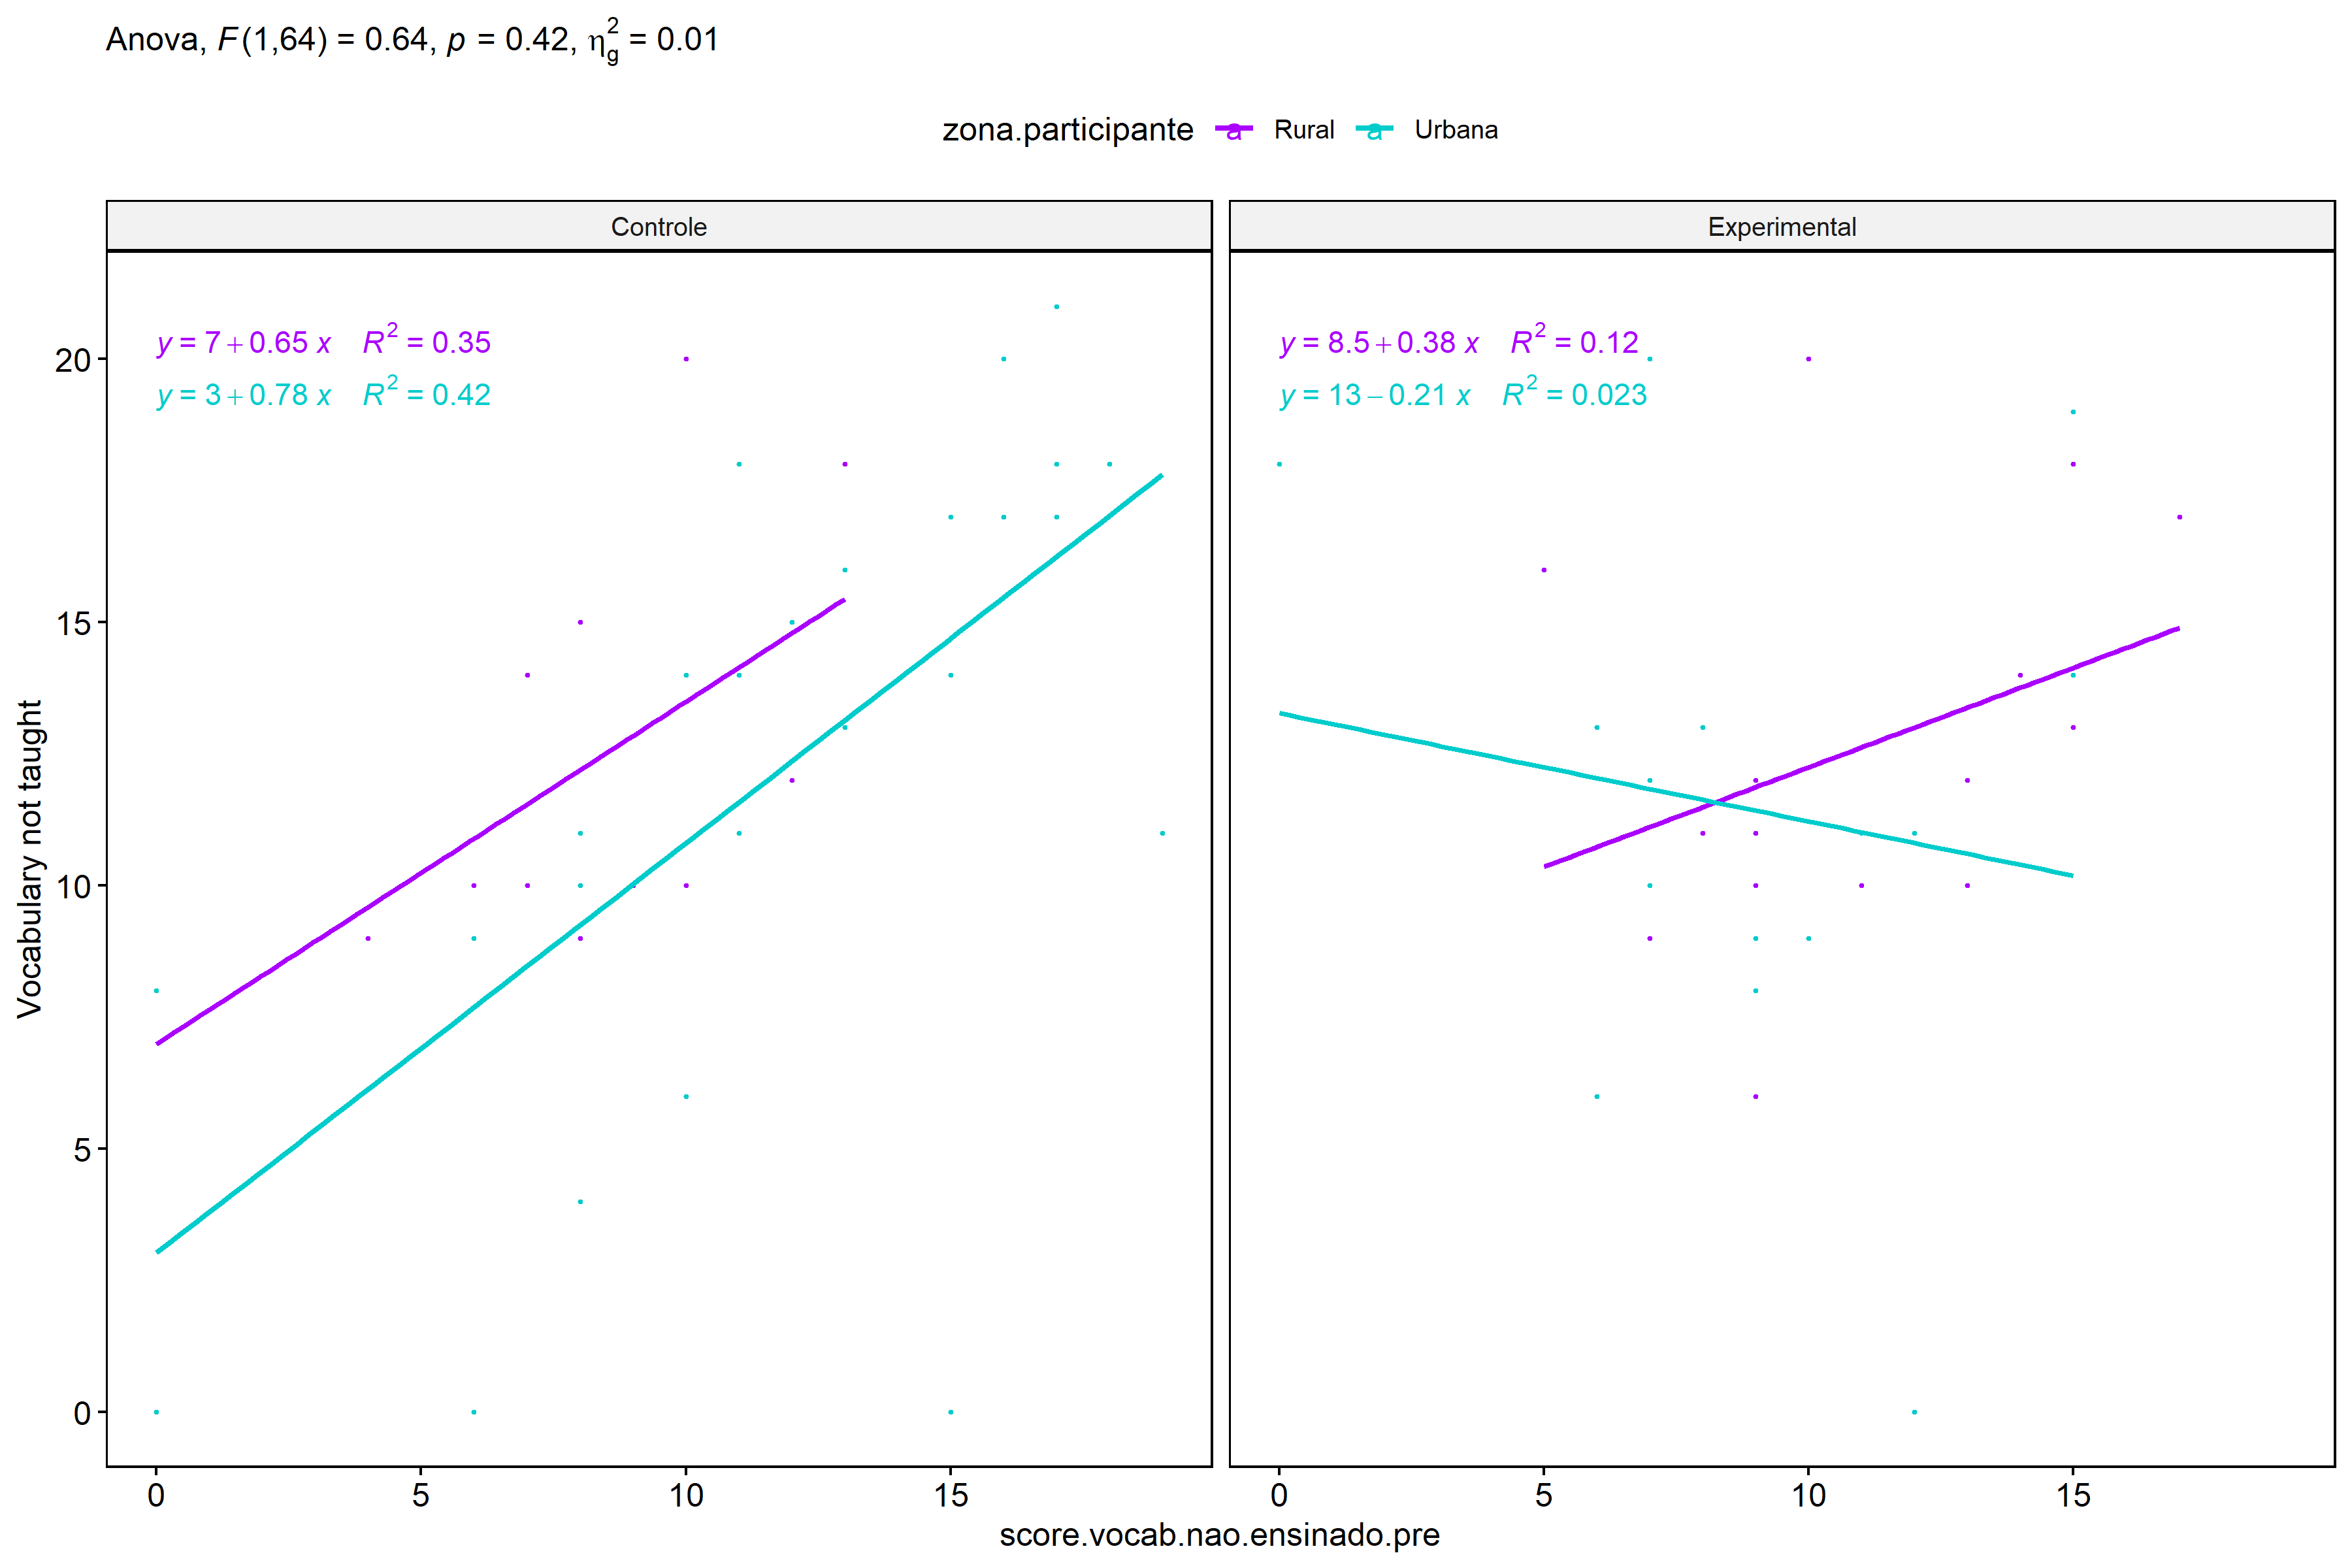 Anova, F(1,64) = 0.64, p = 0.42, η²g = 0.01
zona.participante a Rural a Urbana
Controle
Experimental
y = 7 + 0.65 x R² = 0.35
y = 3 + 0.78 x R² = 0.42
y = 8.5 + 0.38 x R² = 0.12
y = 13 − 0.21 x R² = 0.023
Vocabulary not taught
20
15
10
5
0
0 5 10 15
0 5 10 15
score.vocab.nao.ensinado.pre